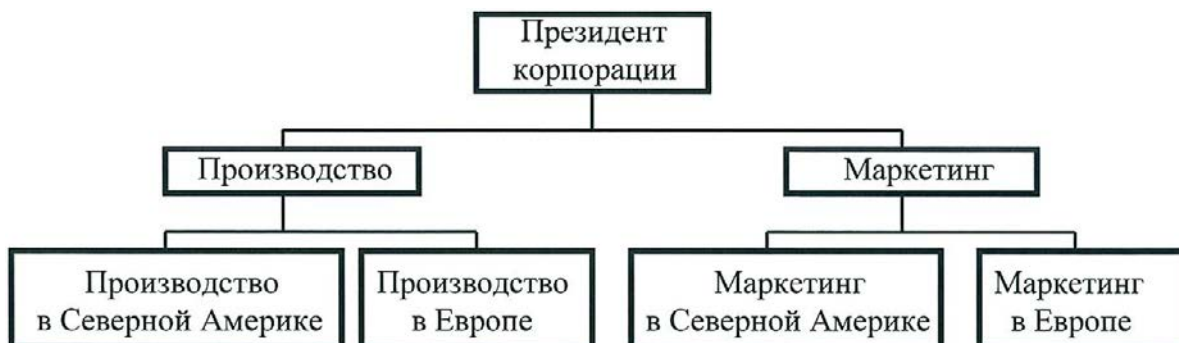 Президент
корпорации
Производство
Маркетинг
Производство
в Северной Америке
Производство
в Европе
Маркетинг
в Северной Америке
Маркетинг
в Европе